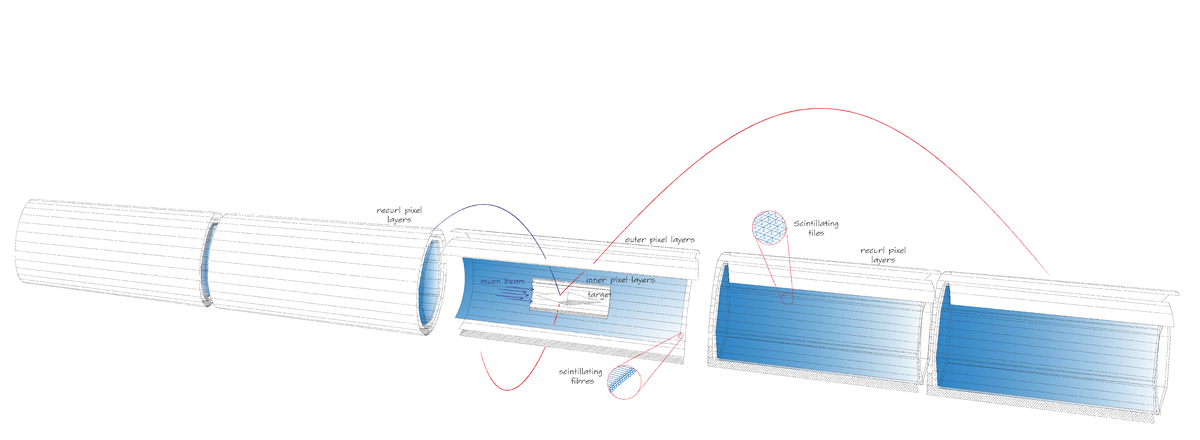 recurl pixel
layers
outer pixel layers
Scintillating
tiles
recurl pixel
layers
muon beam
inner pixel layers
target
scintillating
fibres